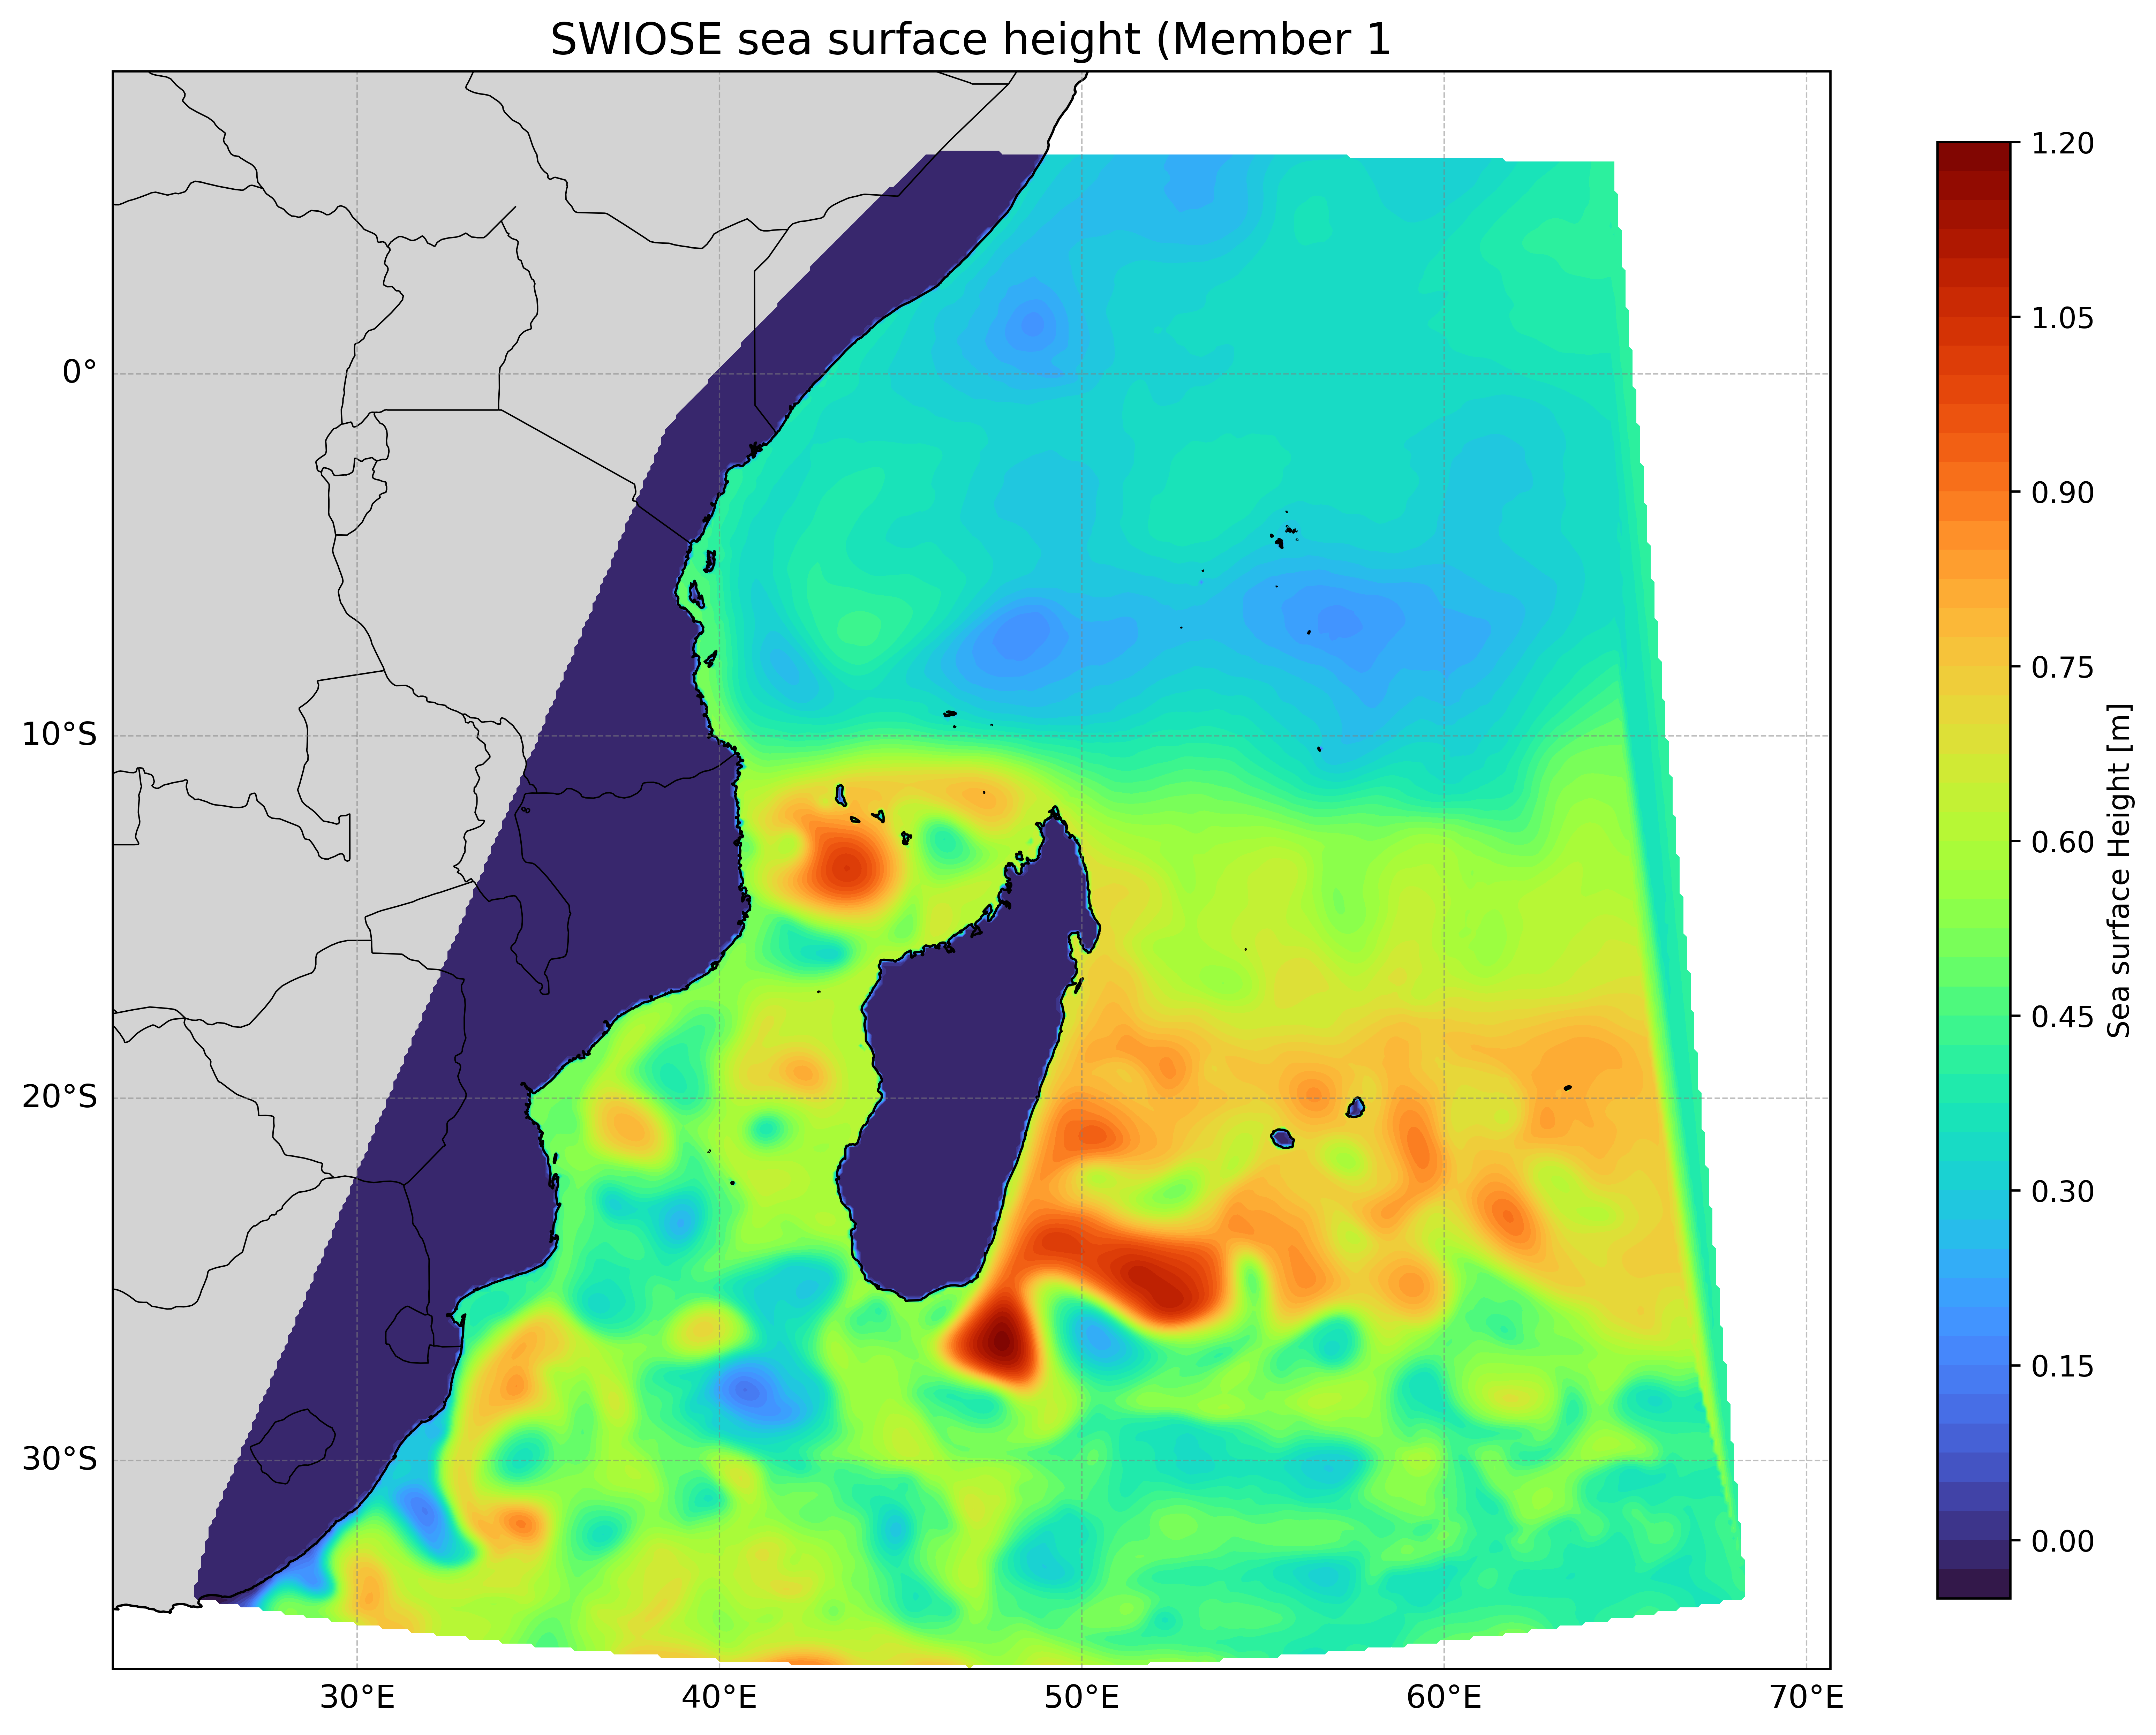 SWIOSE sea surface height (Member 1
0°
10°S
20°S
30°S
30°E 40°E 50°E 60°E 70°E
1.20
1.05
0.90
0.75
0.60
0.45
0.30
0.15
0.00
Sea surface Height [m]